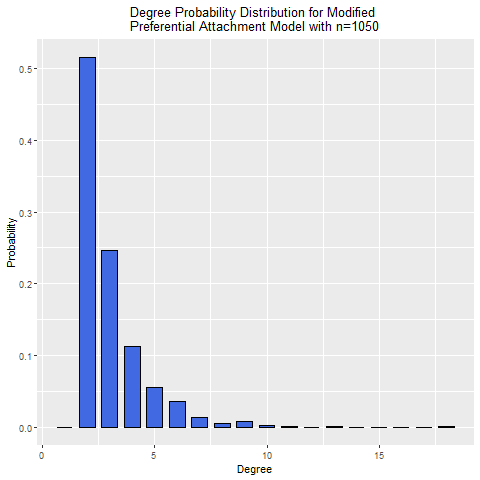 Degree Probability Distribution for Modified
Preferential Attachment Model with n=1050
0.5
0.4
0.3
0.2
0.1
0.0
Probability
0 5 10 15
Degree